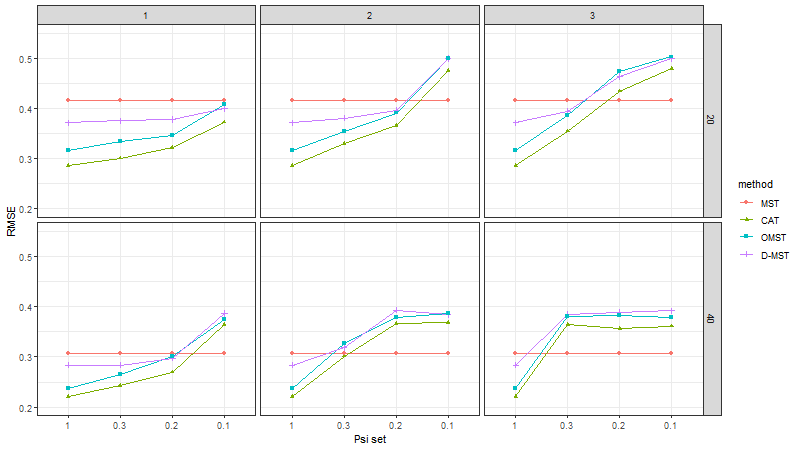 1 2 3
0.5
0.4
0.3
0.2
20
0.5
0.4
0.3
0.2
40
RMSE
1 0.3 0.2 0.1 1 0.3 0.2 0.1 1 0.3 0.2 0.1
Psi set
method
MST
CAT
OMST
D-MST